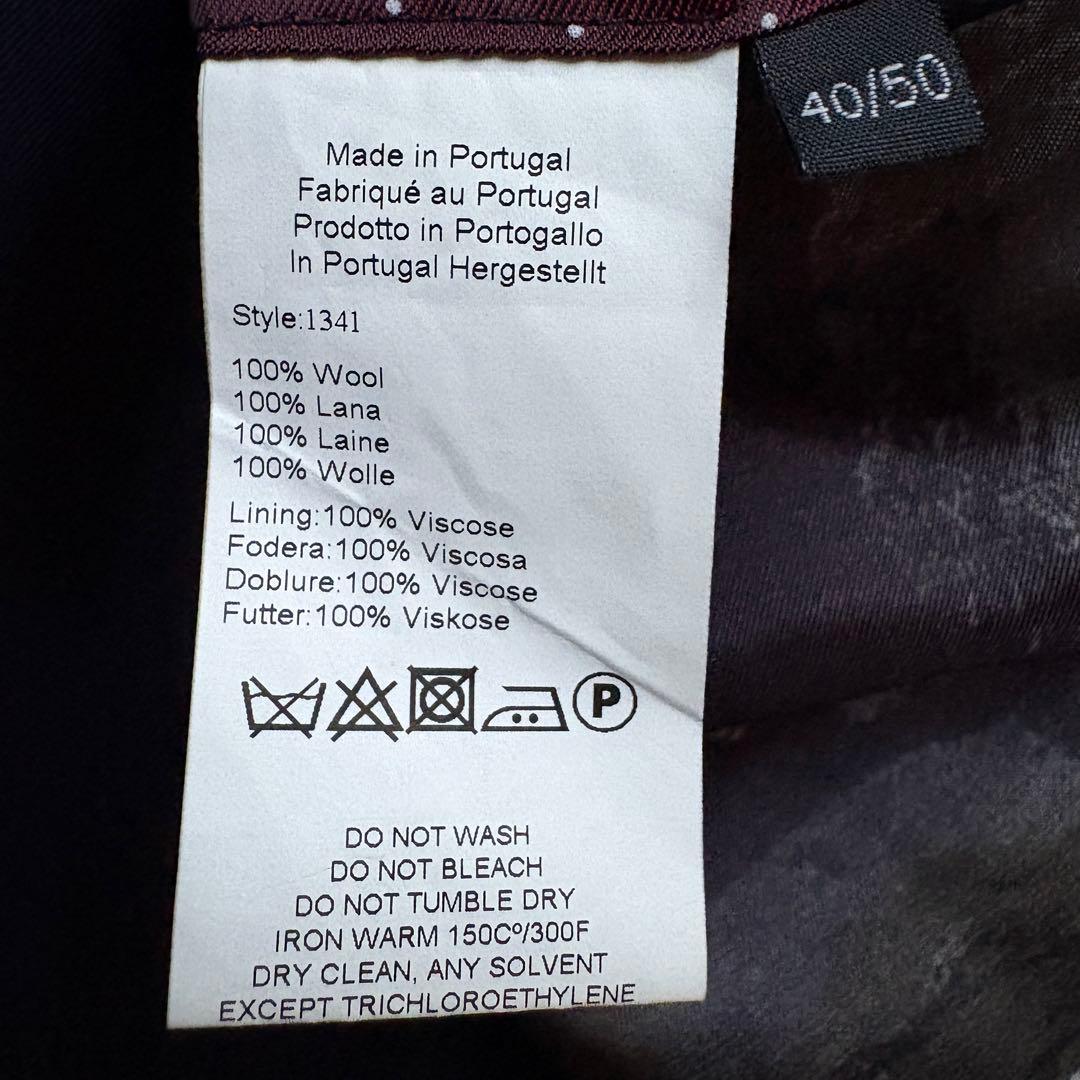 40/50
Made in Portugal
Fabriqué au Portugal
Prodotto in Portogallo
In Portugal Hergestellt
Style:1341
100% Wool
100% Lana
100% Laine
100% Wolle
Lining:100% Viscose
Fodera:100% Viscosa
Doblure:100% Viscose
Futter:100% Viskose
P
DO NOT WASH
DO NOT BLEACH
DO NOT TUMBLE DRY
IRON WARM 150Cº/300F
DRY CLEAN, ANY SOLVENT
EXCEPT TRICHLOROETHYLENE